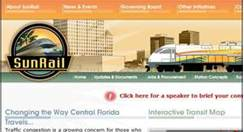 About SunRail News & Events Governing Board Other Initiatives
SunRail
Home Updates & Documents Jobs & Procurement Station Concepts
Click here for a speaker to brief your com
Changing the Way Central Florida Interactive Transit Map
Travels...
Traffic congestion is a growing concern for those who